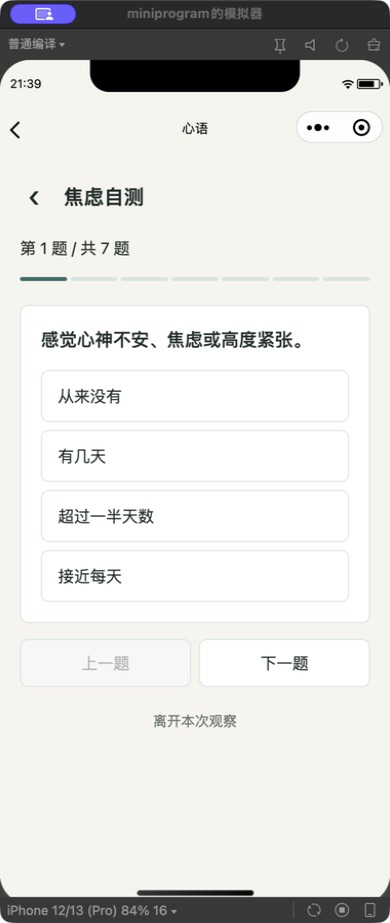 miniprogram的模拟器
普通编译
21:39
心语
焦虑自测
第 1 题 / 共 7 题
感觉心神不安、焦虑或高度紧张。
从来没有
有几天
超过一半天数
接近每天
上一题
下一题
离开本次观察
iPhone 12/13 (Pro) 84% 16